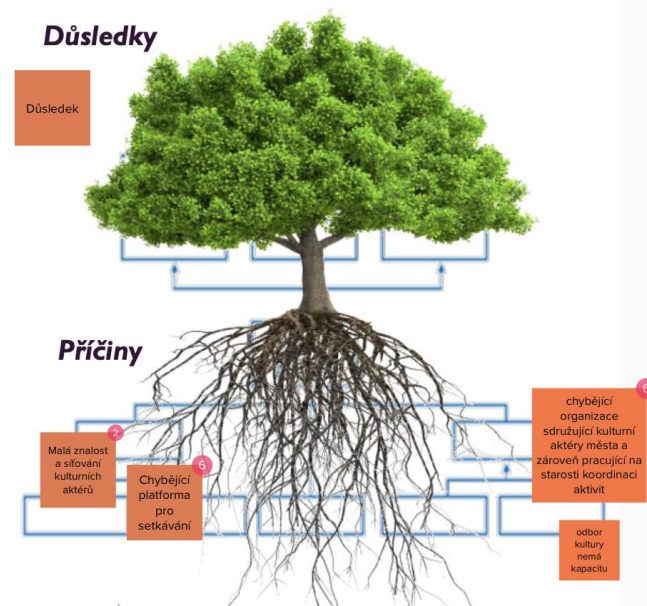 Důsledky
Důsledek
Příčiny
2
Malá znalost
a síťování
kulturních
aktérů
6
Chybějící
platforma
pro
setkávání
6
chybějící
organizace
sdružující kulturní
aktéry města a
zároveň pracující na
starosti koordinaci
aktivit
odbor
kultury
nemá
kapacitu